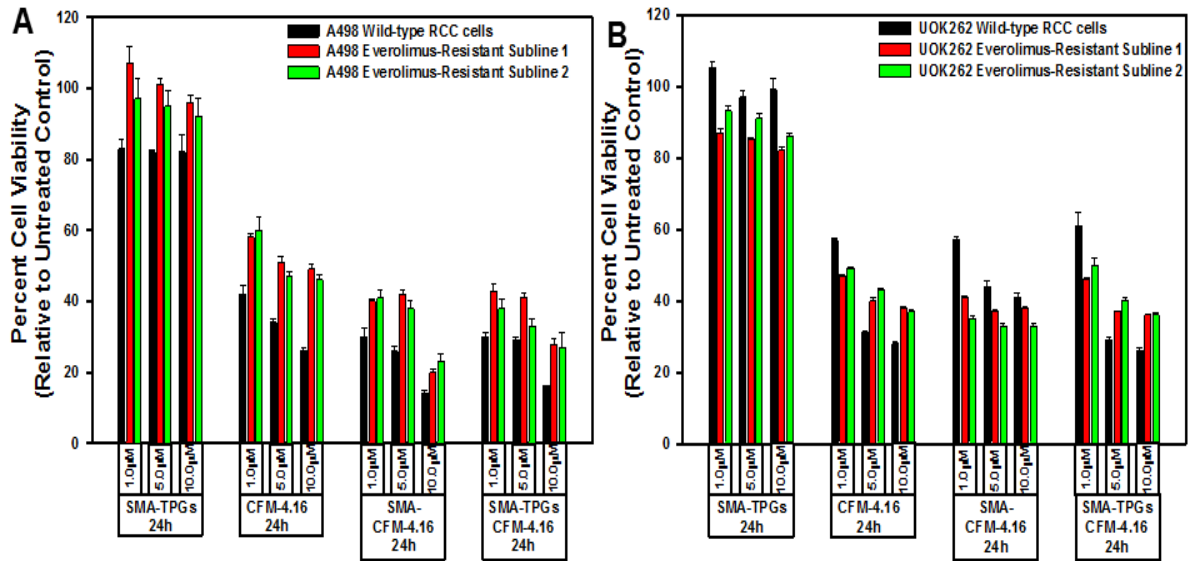 A
Percent Cell Viability
(Relative to Untreated Control)
120
100
80
60
40
20
0
A498 Wild-type RCC cells
A498 Everolimus-Resistant Subline 1
A498 Everolimus-Resistant Subline 2
1.0µM
5.0µM
10.0µM
1.0µM
5.0µM
10.0µM
1.0µM
5.0µM
10.0µM
1.0µM
5.0µM
10.0µM
SMA-TPGs
24h
CFM-4.16
24h
SMA-
CFM-4.16
24h
SMA-TPGs
CFM-4.16
24h
B
Percent Cell Viability
(Relative to Untreated Control)
120
100
80
60
40
20
0
UOK262 Wild-type RCC cells
UOK262 Everolimus-Resistant Subline 1
UOK262 Everolimus-Resistant Subline 2
1.0µM
5.0µM
10.0µM
1.0µM
5.0µM
10.0µM
1.0µM
5.0µM
10.0µM
1.0µM
5.0µM
10.0µM
SMA-TPGs
24h
CFM-4.16
24h
SMA-
CFM-4.16
24h
SMA-TPGs
CFM-4.16
24h